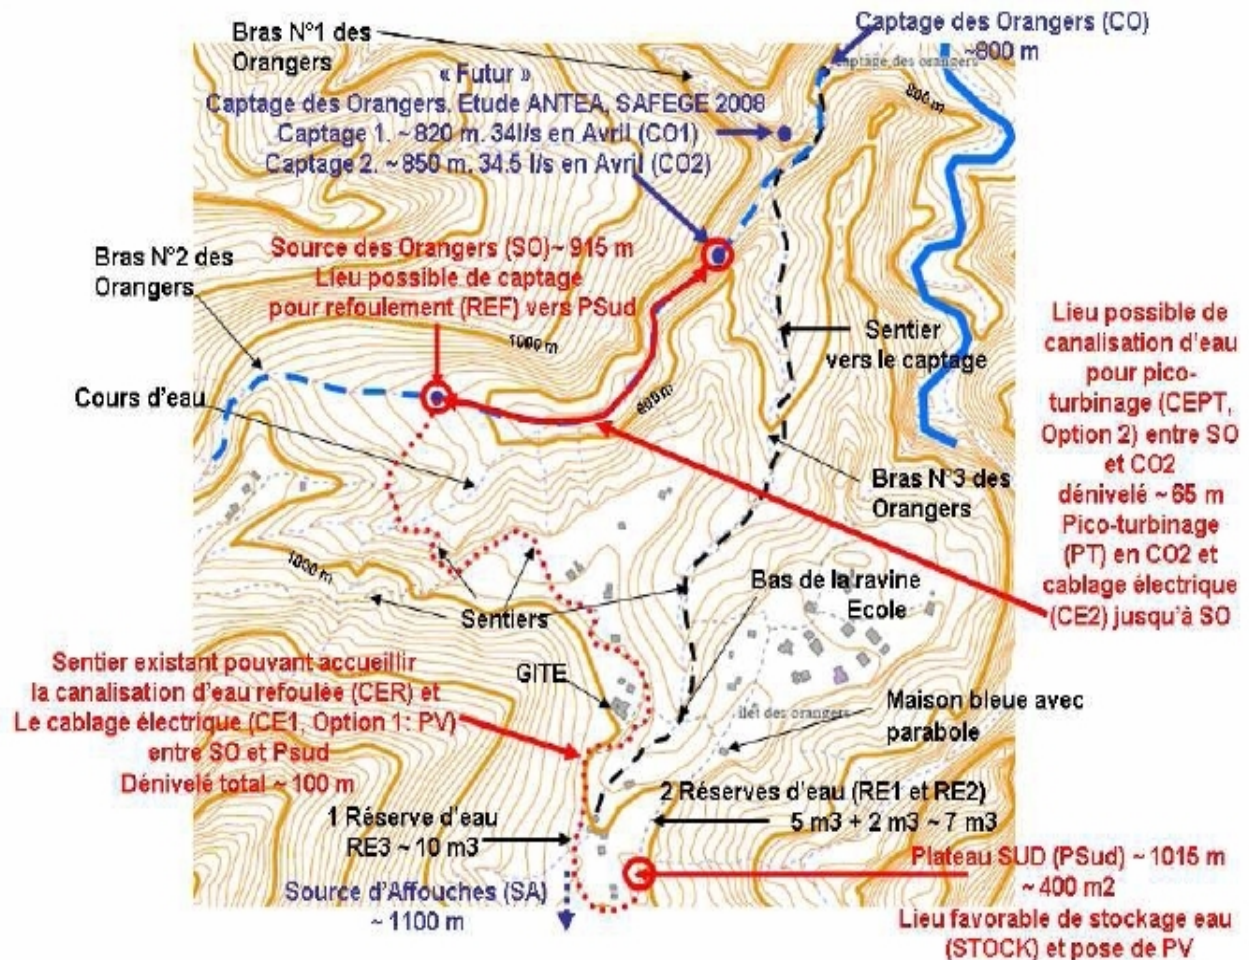 Bras N°1 des
Orangers
Captage des Orangers (CO)
~800 m
captage des orangers
« Futur »
Captage des Orangers. Etude ANTEA, SAFEGE 2008
Captage 1. ~ 820 m. 34l/s en Avril (CO1)
Captage 2. ~ 850 m. 34.5 l/s en Avril (CO2)
800 m
Bras N°2 des
Orangers
Source des Orangers (SO)~ 915 m
Lieu possible de captage
pour refoulement (REF) vers PSud
1000 m
Sentier
vers le captage
Cours d'eau
Lieu possible de
canalisation d'eau
pour pico-
turbinage (CEPT,
Option 2) entre SO
et CO2
dénivelé ~ 65 m
Pico-turbinage
(PT) en CO2 et
cablage électrique
(CE2) jusqu'à SO
Bras N°3 des
Orangers
1000 m
Bas de la ravine
Ecole
Sentiers
Sentier existant pouvant accueillir
la canalisation d'eau refoulée (CER) et
Le cablage électrique (CE1, Option 1: PV)
entre SO et Psud
Dénivelé total ~ 100 m
GITE
Maison bleue avec
parabole
îlet des orangers
2 Réserves d'eau (RE1 et RE2)
5 m3 + 2 m3 ~ 7 m3
1 Réserve d'eau
RE3 ~ 10 m3
Plateau SUD (PSud) ~ 1015 m
~ 400 m2
Lieu favorable de stockage eau
(STOCK) et pose de PV
Source d'Affouches (SA)
~ 1100 m